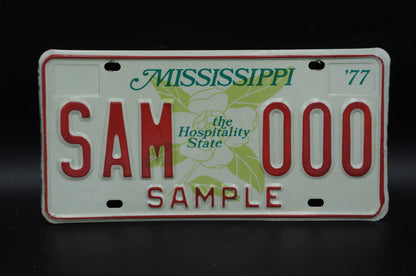 MISSISSIPPI '77
SAM 000
the
Hospitality
State
SAMPLE